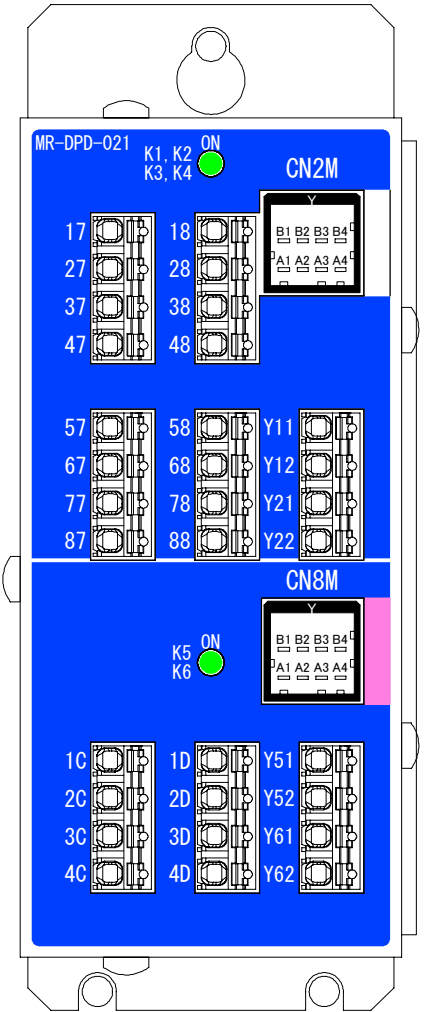 MR-DPD-021
ON
K1, K2
K3, K4
CN2M
Y
B1 B2 B3 B4
A1 A2 A3 A4
17 18
27 28
37 38
47 48
57 58 Y11
67 68 Y12
77 78 Y21
87 88 Y22
CN8M
Y
B1 B2 B3 B4
A1 A2 A3 A4
ON
K5
K6
1C 1D Y51
2C 2D Y52
3C 3D Y61
4C 4D Y62